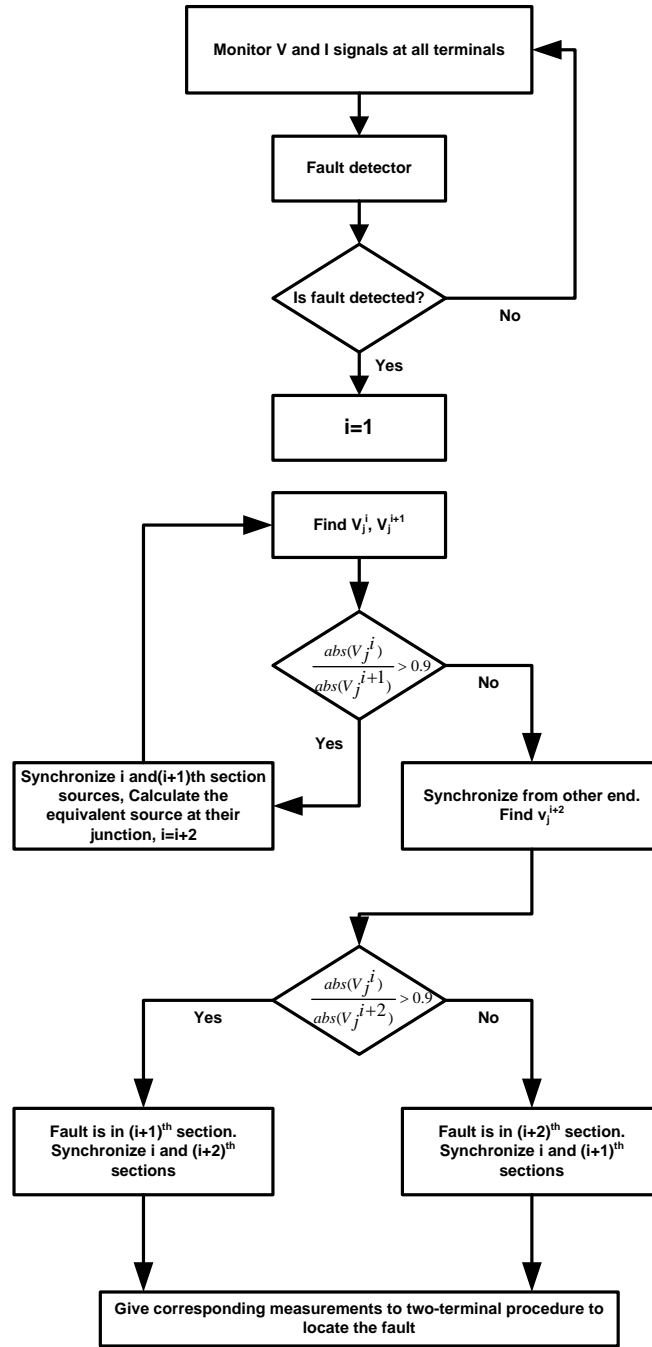 Monitor V and I signals at all terminals
Fault detector
Is fault detected?
No
Yes
i=1
Find V_j^i, V_j^{i+1}
abs(V_j^i)
abs(V_j^{i+1})
> 0.9
No
Yes
Synchronize i and(i+1)th section
sources, Calculate the
equivalent source at their
junction, i=i+2
Synchronize from other end.
Find v_j^{i+2}
abs(V_j^i)
abs(V_j^{i+2})
> 0.9
Yes
No
Fault is in (i+1)^th section.
Synchronize i and (i+2)^th
sections
Fault is in (i+2)^th section.
Synchronize i and (i+1)^th
sections
Give corresponding measurements to two-terminal procedure to
locate the fault